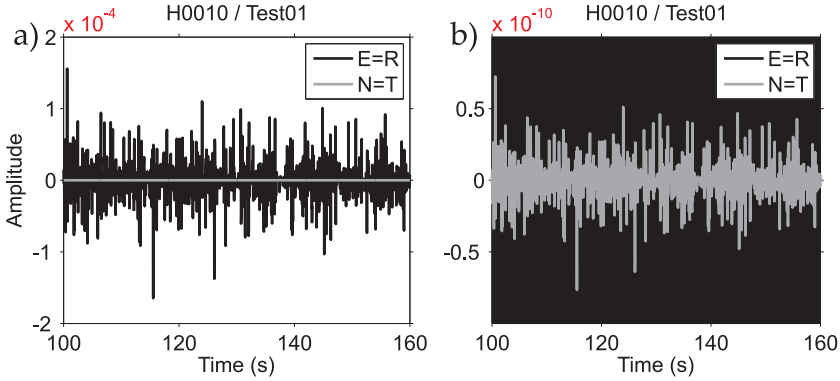 a)
H0010 / Test01
x 10-4
E=R
N=T
Amplitude
2
1
0
-1
-2
100
120
140
160
Time (s)
b)
H0010 / Test01
x 10-10
E=R
N=T
1
0.5
0
-0.5
100
120
140
160
Time (s)